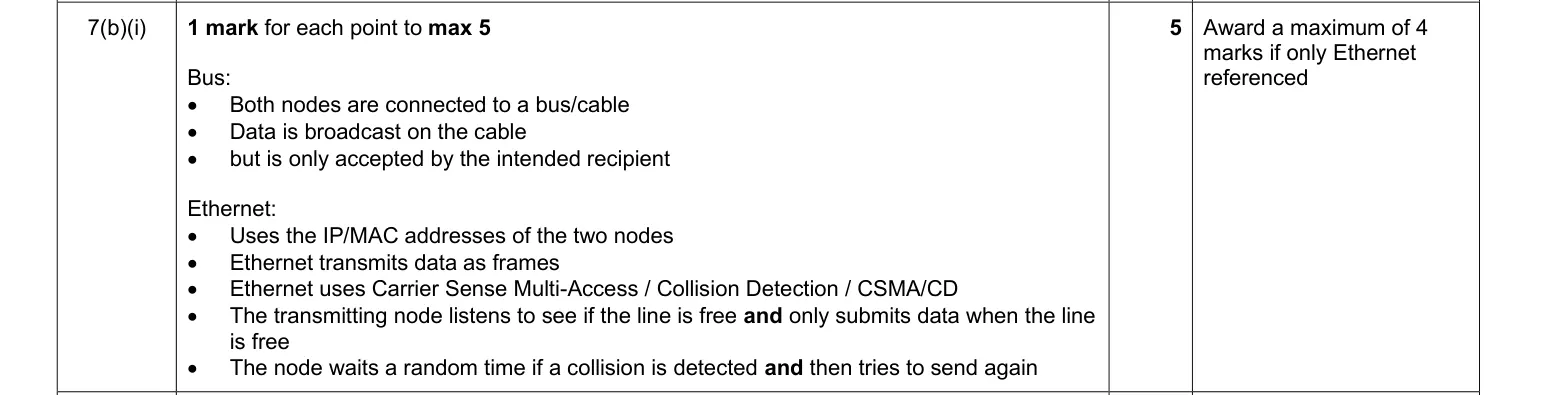 7(b)(i)
1 mark for each point to max 5
Bus:
• Both nodes are connected to a bus/cable
• Data is broadcast on the cable
• but is only accepted by the intended recipient
Ethernet:
• Uses the IP/MAC addresses of the two nodes
• Ethernet transmits data as frames
• Ethernet uses Carrier Sense Multi-Access / Collision Detection / CSMA/CD
• The transmitting node listens to see if the line is free and only submits data when the line
is free
• The node waits a random time if a collision is detected and then tries to send again
5
Award a maximum of 4
marks if only Ethernet
referenced